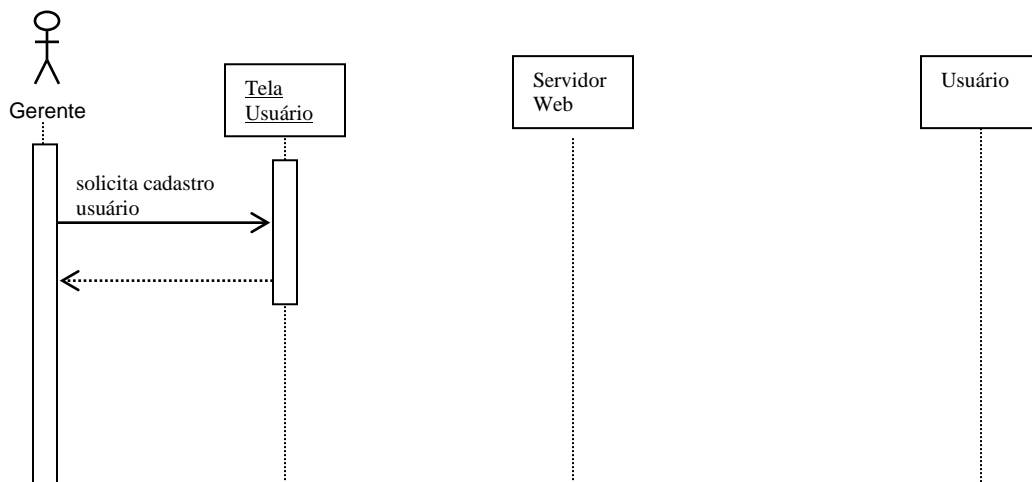 Gerente
Tela
Usuário
Servidor
Web
Usuário
solicita cadastro
usuário